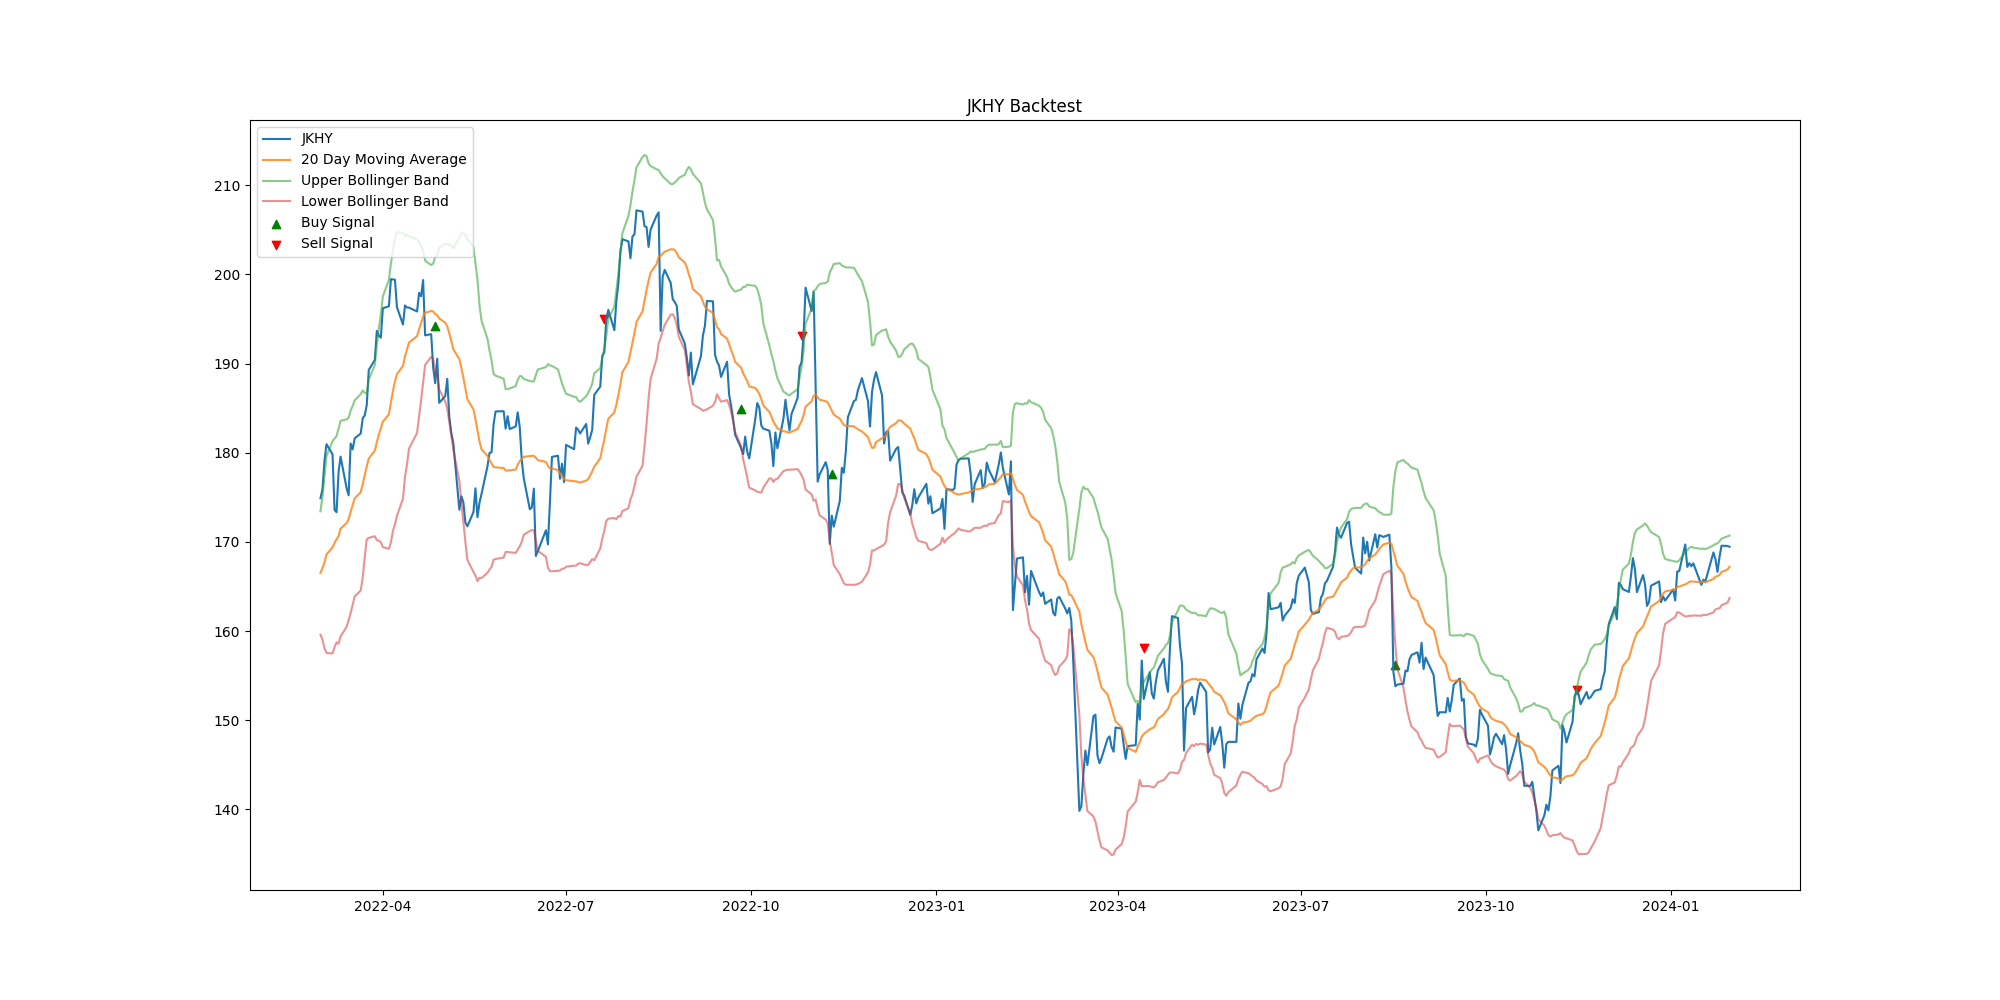 JKHY Backtest
JKHY
20 Day Moving Average
Upper Bollinger Band
Lower Bollinger Band
Buy Signal
Sell Signal
210
200
190
180
170
160
150
140
2022-04
2022-07
2022-10
2023-01
2023-04
2023-07
2023-10
2024-01